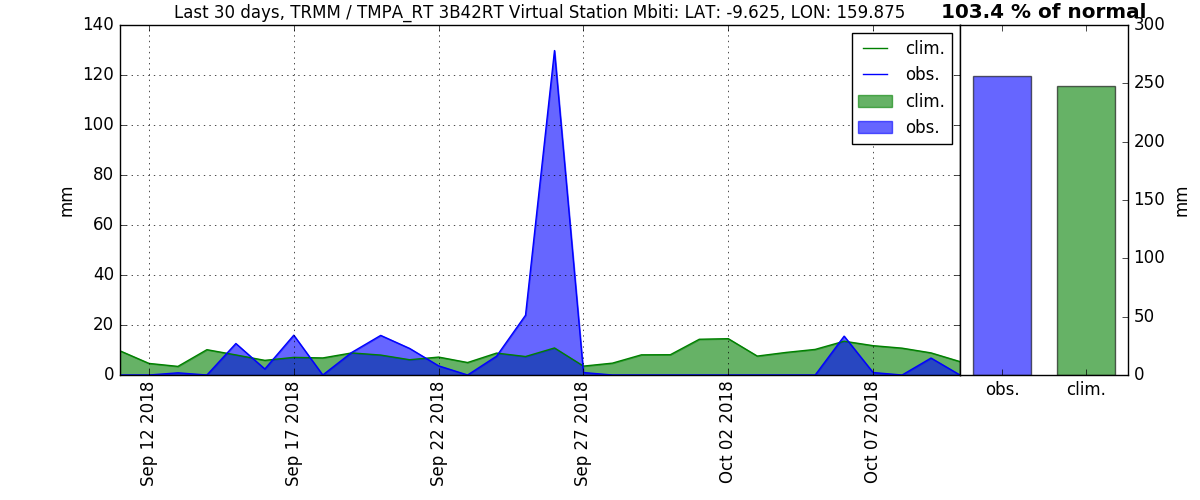 Last 30 days, TRMM / TMPA_RT 3B42RT Virtual Station Mbiti: LAT: -9.625, LON: 159.875
103.4 % of normal
mm
140
120
100
80
60
40
20
0
clim.
obs.
clim.
obs.
Sep 12 2018
Sep 17 2018
Sep 22 2018
Sep 27 2018
Oct 02 2018
Oct 07 2018
300
250
200
150
100
50
0
mm
obs.
clim.